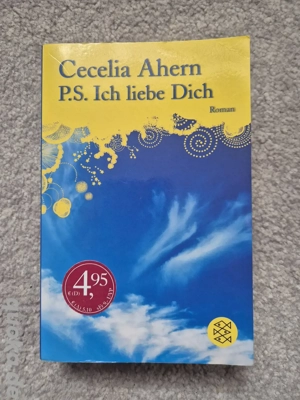 Cecelia Ahern
P.S. Ich liebe Dich
Roman
4,95
€ (D)